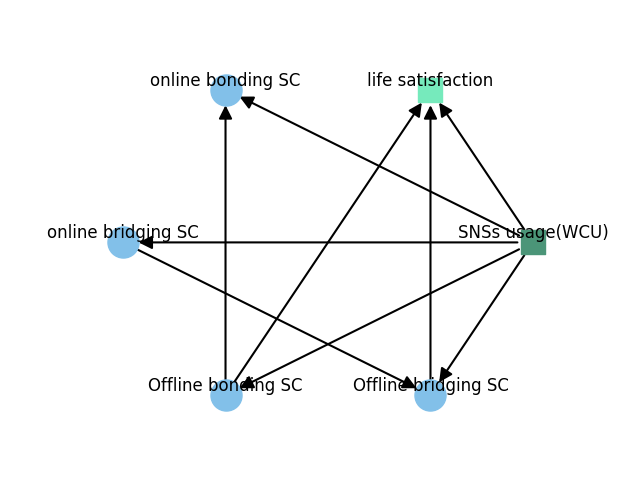 online bonding SC
life satisfaction
online bridging SC
SNSs usage(WCU)
Offline bonding SC
Offline bridging SC